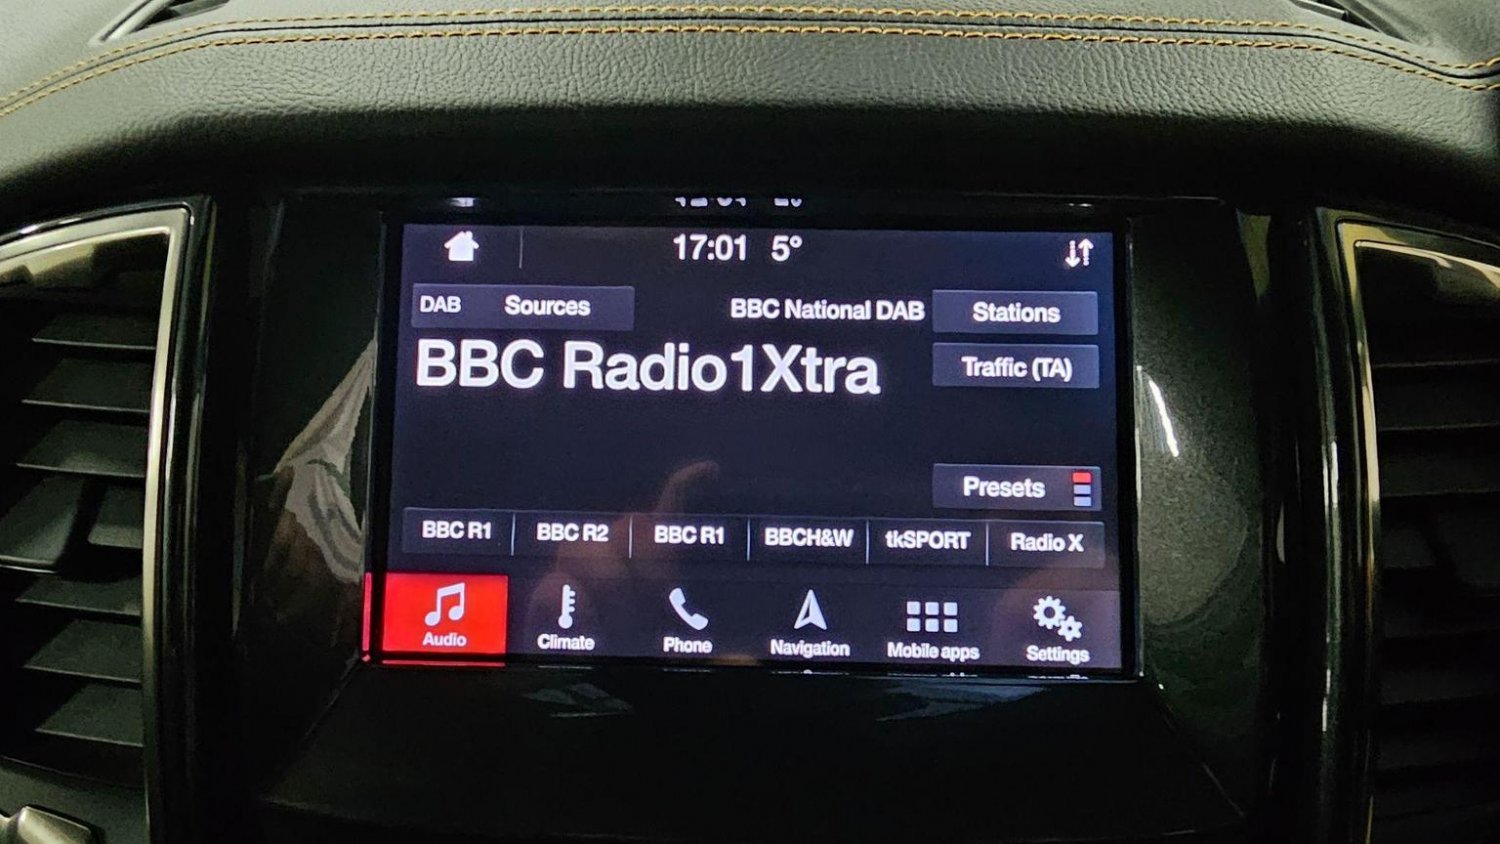 17:01 5°
DAB Sources BBC National DAB Stations
BBC Radio1Xtra
Traffic (TA)
Presets
BBC R1 BBC R2 BBC R1 BBCH&W tkSPORT Radio X
Audio Climate Phone Navigation Mobile apps Settings